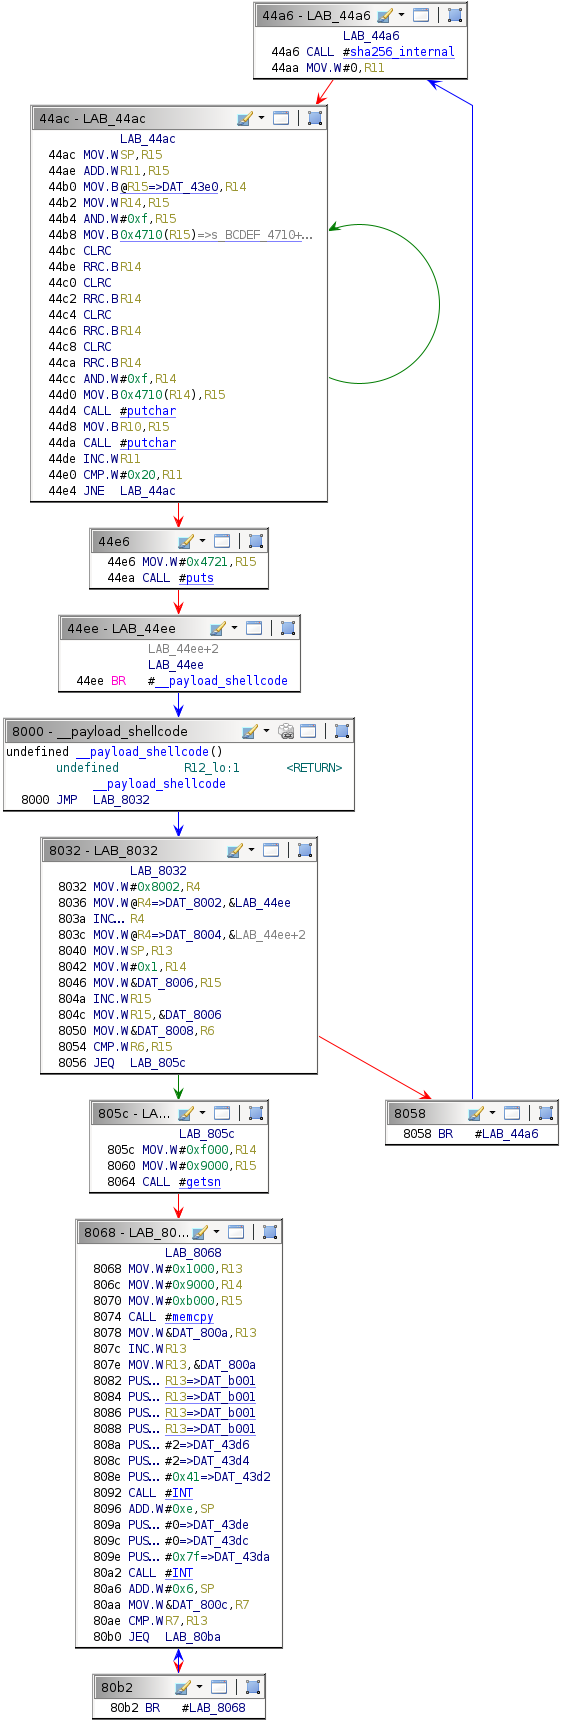 44a6 - LAB_44a6
LAB_44a6
44a6 CALL #sha256_internal
44aa MOV.W #0,R11
44ac - LAB_44ac
LAB_44ac
44ac MOV.W SP,R15
44ae ADD.W R11,R15
44b0 MOV.B @R15=>DAT_43e0,R14
44b2 MOV.W R14,R15
44b4 AND.W #0xf,R15
44b8 MOV.B 0x4710(R15)=>s_BCDEF_4710+...
44bc CLRC
44be RRC.B R14
44c0 CLRC
44c2 RRC.B R14
44c4 CLRC
44c6 RRC.B R14
44c8 CLRC
44ca RRC.B R14
44cc AND.W #0xf,R14
44d0 MOV.B 0x4710(R14),R15
44d4 CALL #putchar
44d8 MOV.B R10,R15
44da CALL #putchar
44de INC.W R11
44e0 CMP.W #0x20,R11
44e4 JNE LAB_44ac
44e6
44e6 MOV.W #0x4721,R15
44ea CALL #puts
44ee - LAB_44ee
LAB_44ee+2
LAB_44ee
44ee BR #__payload_shellcode
8000 - __payload_shellcode
undefined __payload_shellcode()
undefined R12_lo:1 <RETURN>
__payload_shellcode
8000 JMP LAB_8032
8032 - LAB_8032
LAB_8032
8032 MOV.W #0x8002,R4
8036 MOV.W @R4=>DAT_8002,&LAB_44ee
803a INC... R4
803c MOV.W @R4=>DAT_8004,&LAB_44ee+2
8040 MOV.W SP,R13
8042 MOV.W #0x1,R14
8046 MOV.W &DAT_8006,R15
804a INC.W R15
804c MOV.W R15,&DAT_8006
8050 MOV.W &DAT_8008,R6
8054 CMP.W R6,R15
8056 JEQ LAB_805c
805c - LA...
LAB_805c
805c MOV.W #0xf000,R14
8060 MOV.W #0x9000,R15
8064 CALL #getsn
8058
8058 BR #LAB_44a6
8068 - LAB_80...
LAB_8068
8068 MOV.W #0x1000,R13
806c MOV.W #0x9000,R14
8070 MOV.W #0xb000,R15
8074 CALL #memcpy
8078 MOV.W &DAT_800a,R13
807c INC.W R13
807e MOV.W R13,&DAT_800a
8082 PUS... R13=>DAT_b001
8084 PUS... R13=>DAT_b001
8086 PUS... R13=>DAT_b001
8088 PUS... R13=>DAT_b001
808a PUS... #2=>DAT_43d6
808c PUS... #2=>DAT_43d4
808e PUS... #0x41=>DAT_43d2
8092 CALL #INT
8096 ADD.W #0xe,SP
809a PUS... #0=>DAT_43de
809c PUS... #0=>DAT_43dc
809e PUS... #0x7f=>DAT_43da
80a2 CALL #INT
80a6 ADD.W #0x6,SP
80aa MOV.W &DAT_800c,R7
80ae CMP.W R7,R13
80b0 JEQ LAB_80ba
80b2
80b2 BR #LAB_8068